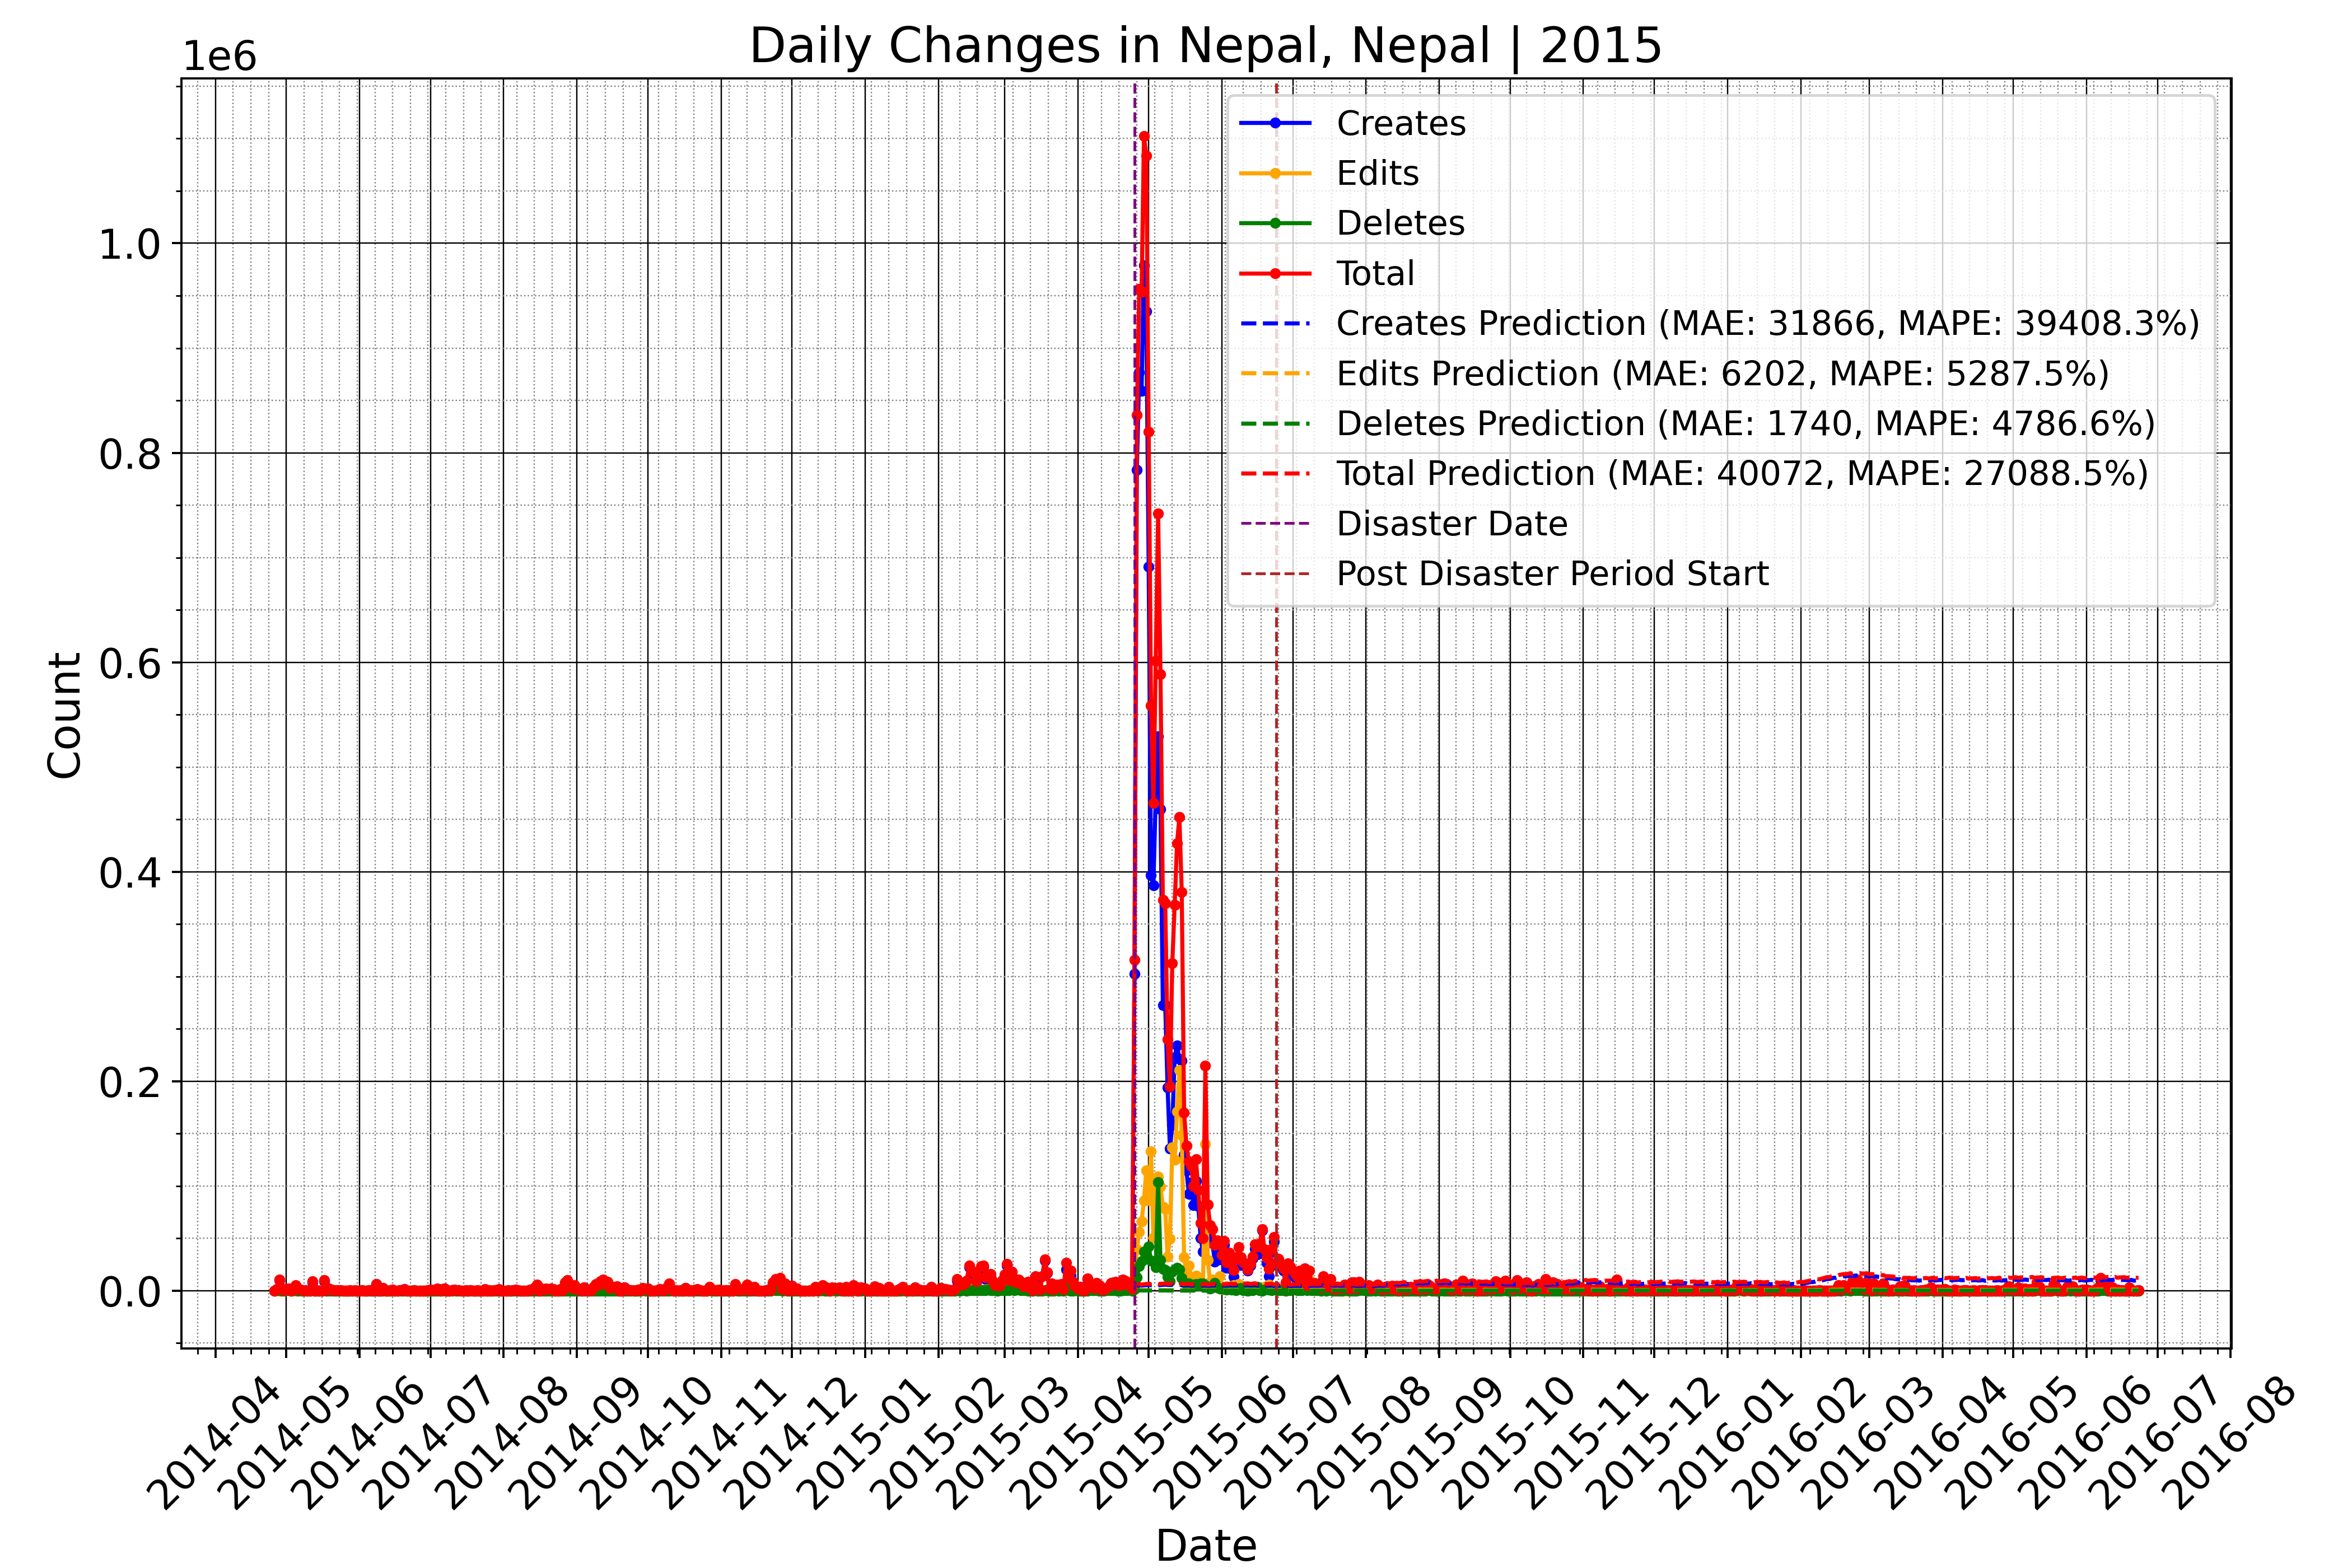 Daily Changes in Nepal, Nepal | 2015
1e6
Creates
Edits
Deletes
Total
Creates Prediction (MAE: 31866, MAPE: 39408.3%)
Edits Prediction (MAE: 6202, MAPE: 5287.5%)
Deletes Prediction (MAE: 1740, MAPE: 4786.6%)
Total Prediction (MAE: 40072, MAPE: 27088.5%)
Disaster Date
Post Disaster Period Start
Count
1.0
0.8
0.6
0.4
0.2
0.0
2014-04
2014-05
2014-06
2014-07
2014-08
2014-09
2014-10
2014-11
2014-12
2015-01
2015-02
2015-03
2015-04
2015-05
2015-06
2015-07
2015-08
2015-09
2015-10
2015-11
2015-12
2016-01
2016-02
2016-03
2016-04
2016-05
2016-06
2016-07
2016-08
Date